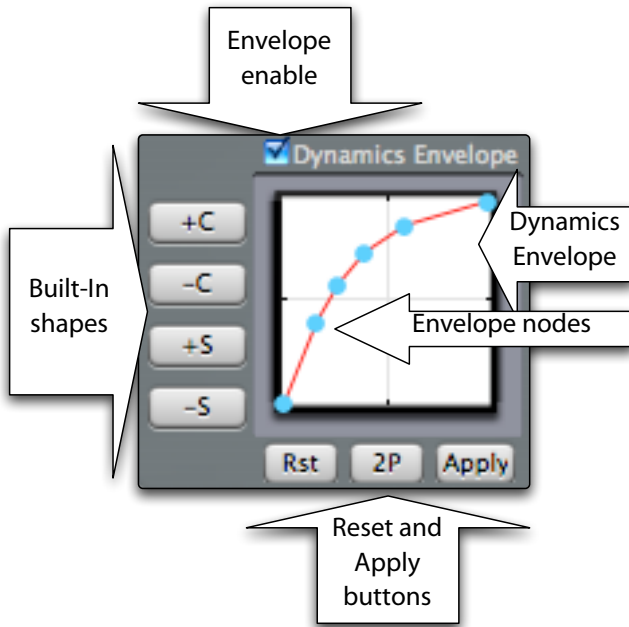 Envelope
enable
Dynamics Envelope
+C
−C
+S
−S
Built-In
shapes
Dynamics
Envelope
Envelope nodes
Rst
2P
Apply
Reset and
Apply
buttons